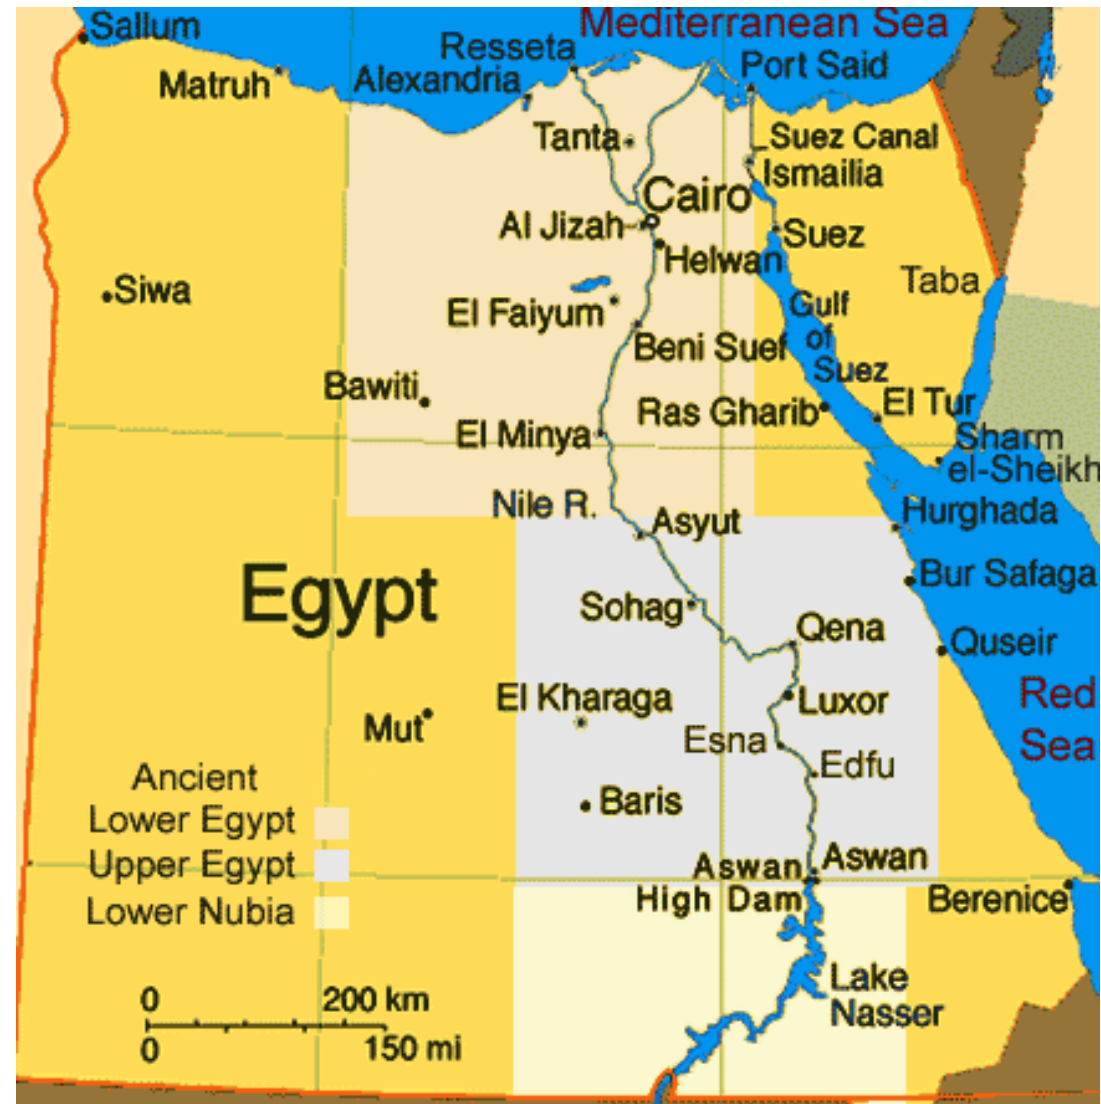 Mediterranean Sea
Sallum
Resseta
Port Said
Matruh
Alexandria
Tanta
Suez Canal
Ismailia
Cairo
Al Jizah
Suez
Helwan
Taba
Siwa
El Faiyum
Gulf
of
Suez
Beni Suef
Bawiti
Ras Gharib
El Tur
El Minya
Sharm
el-Sheikh
Nile R.
Hurghada
Asyut
Egypt
Bur Safaga
Sohag
Qena
Quseir
El Kharaga
Luxor
Red
Sea
Mut
Esna
Edfu
Ancient
Lower Egypt
Upper Egypt
Lower Nubia
Baris
Aswan
High Dam
Aswan
Berenice
Lake
Nasser
0 200 km
0 150 mi